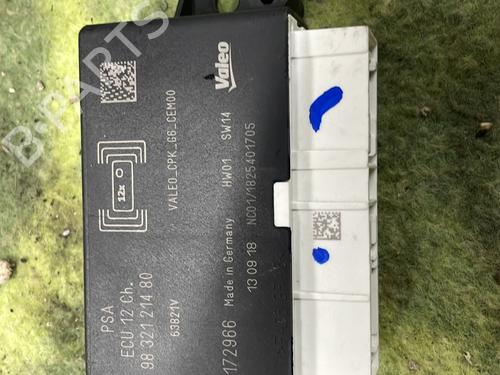 PSA
ECU 12 Ch.
98 321 214 80
63821V
12x
VALEO_CPK_G6_CEM00
172966 Made in Germany HW01 SW14
13 09 18 NC01/1825401705
Valeo
B-PARTS